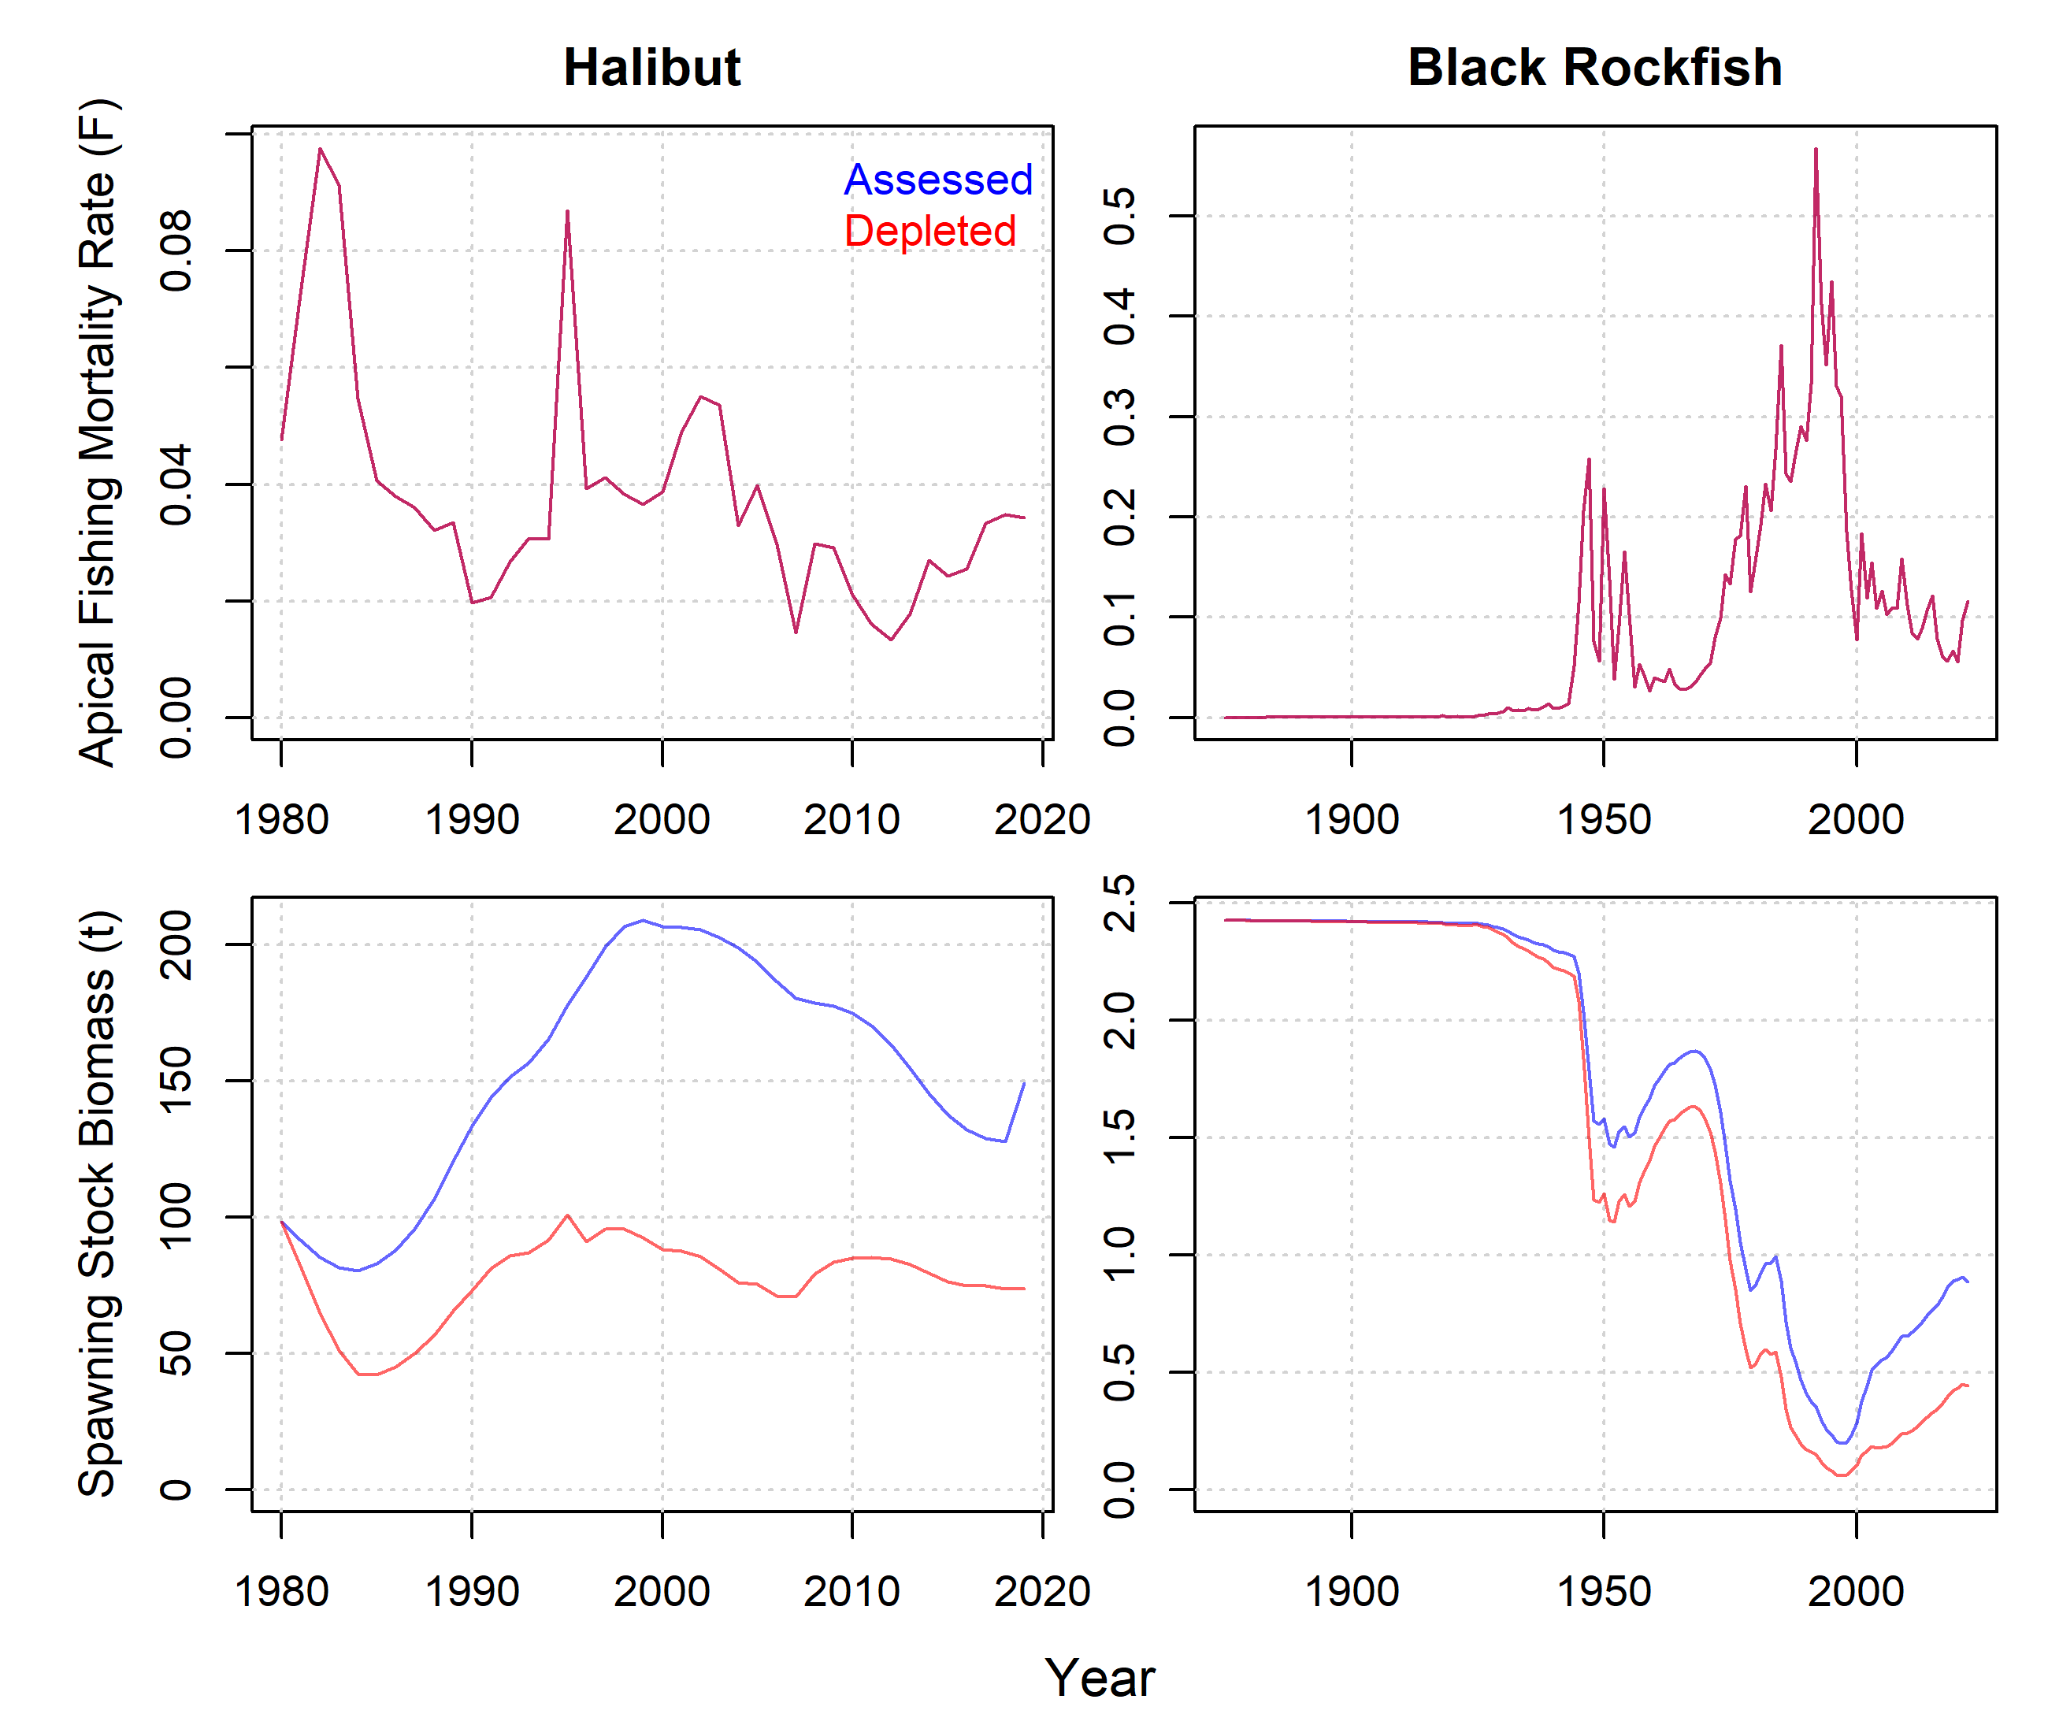 Halibut
Black Rockfish
Apical Fishing Mortality Rate (F)
0.00 0.04 0.08
Assessed
Depleted
1980 1990 2000 2010 2020
0.0 0.1 0.2 0.3 0.4 0.5
1900 1950 2000
Spawning Stock Biomass (t)
0 50 100 150 200
1980 1990 2000 2010 2020
0.0 0.5 1.0 1.5 2.0 2.5
1900 1950 2000
Year